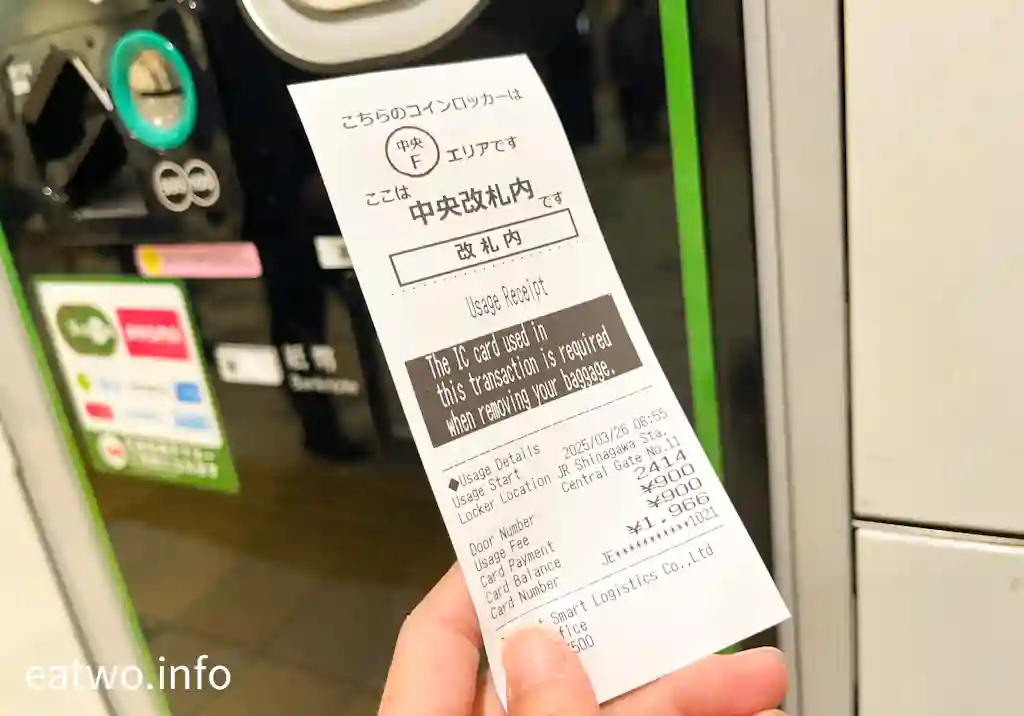 こちらのコインロッカーは
中央
F
エリアです
ここは 中央改札内 です
改札内
Usage Receipt
The IC card used in
this transaction is required
when removing your baggage.
◆Usage Details
Usage Start 2025/03/26 08:55
Locker Location JR Shinagawa Sta.
Central Gate No.11
Door Number 2414
Usage Fee ¥900
Card Payment ¥900
Card Balance ¥1,966
Card Number JE***********1021
Smart Logistics Co.,Ltd
500
紙幣
eatwo.info